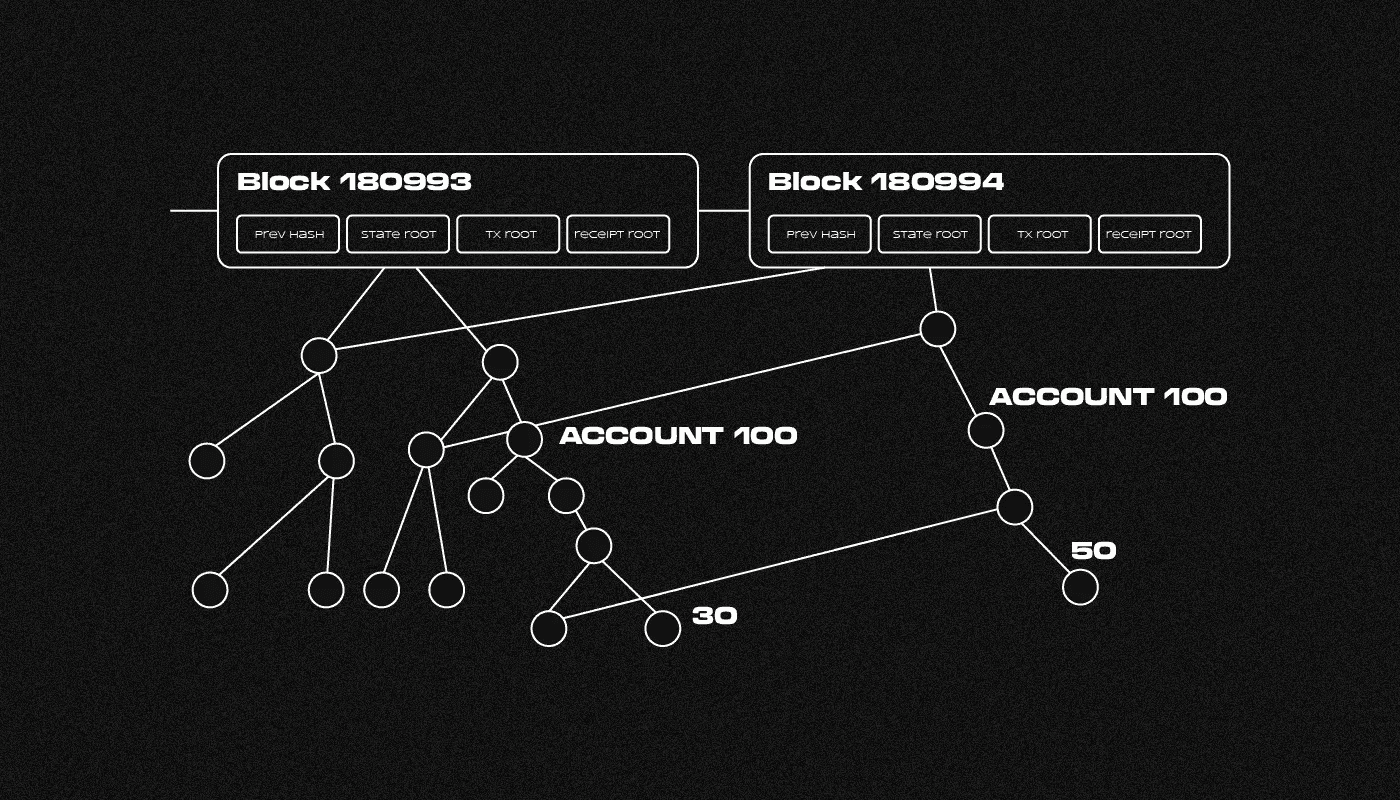 Block 180993
Prev Hash
State Root
TX Root
Receipt Root
Block 180994
Prev Hash
State Root
TX Root
Receipt Root
ACCOUNT 100
ACCOUNT 100
50
30